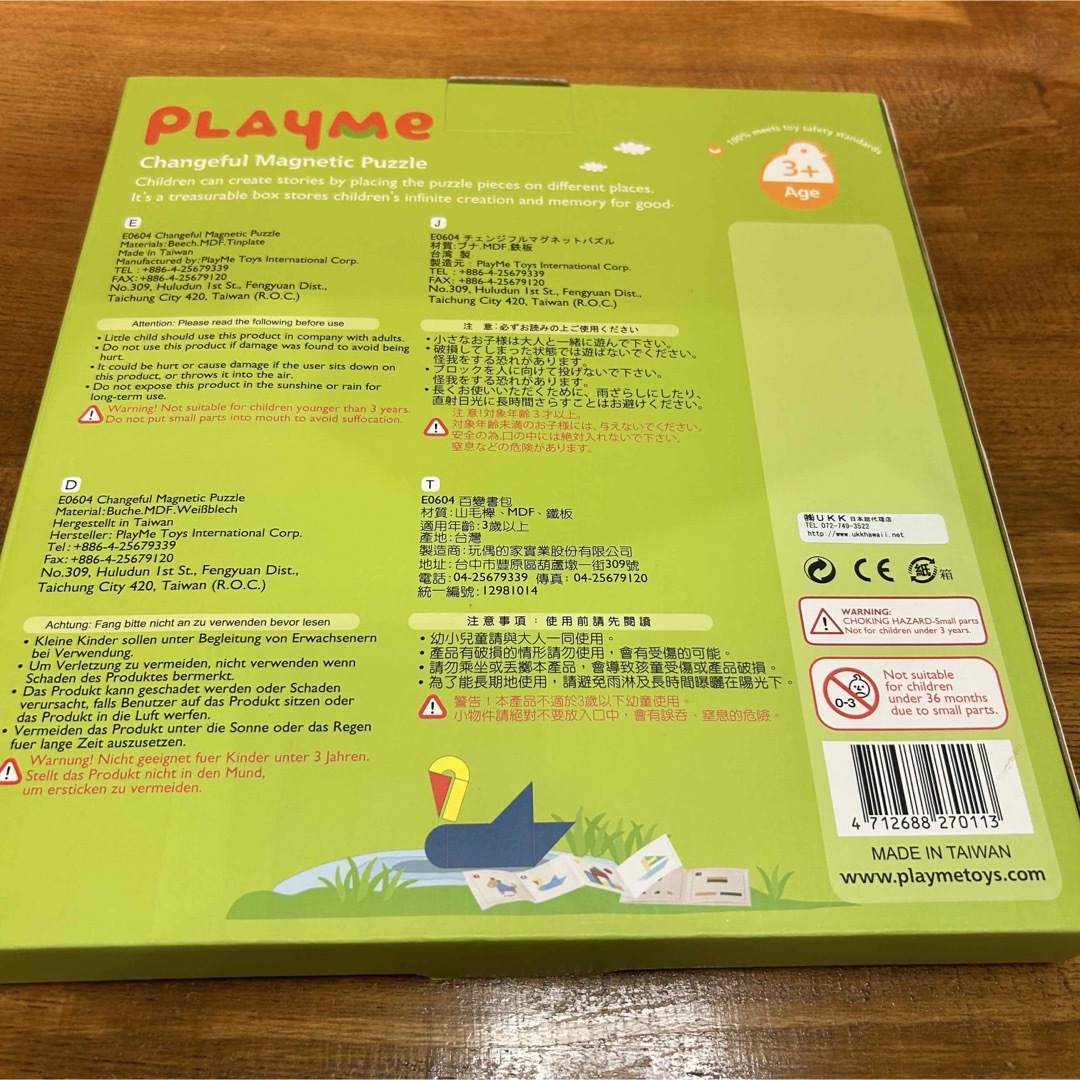 PLAYME
Changeful Magnetic Puzzle
Children can create stories by placing the puzzle pieces on different places.
It's a treasurable box stores children's infinite creation and memory for good.
100% meets toy safety standards
3+
Age
E
E0604 Changeful Magnetic Puzzle
Materials:Beech.MDF.Tinplate
Made in Taiwan
Manufactured by:PlayMe Toys International Corp.
TEL : +886-4-25679339
FAX: +886-4-25679120
No.309, Huludun 1st St., Fengyuan Dist.,
Taichung City 420, Taiwan (R.O.C.)
Attention: Please read the following before use
• Little child should use this product in company with adults.
• Do not use this product if damage was found to avoid being
hurt.
• It could be hurt or cause damage if the user sits down on
this product, or throws it into the air.
• Do not expose this product in the sunshine or rain for
long-term use.
Warning! Not suitable for children younger than 3 years.
Do not put small parts into mouth to avoid suffocation.
J
E0604 チェンジフルマグネットパズル
材質:ブナ.MDF.鉄板
台湾 製
製造元 : PlayMe Toys International Corp.
TEL : +886-4-25679339
FAX: +886-4-25679120
No.309, Huludun 1st St., Fengyuan Dist.,
Taichung City 420, Taiwan (R.O.C.)
注 意:必ずお読みの上ご使用ください
• 小さなお子様は大人と一緒に遊んで下さい。
• 破損してしまった状態では遊ばないでください。
怪我をする恐れがあります。
• ブロックを人に向けて投げないで下さい。
怪我をする恐れがあります。
• 長くお使いいただくために、雨ざらしにしたり、
直射日光に長時間さらすことはお避けください。
注意!対象年齢3才以上。
対象年齢未満のお子様には、与えないでください。
安全の為、口の中には絶対入れないで下さい。
窒息などの危険があります。
D
E0604 Changeful Magnetic Puzzle
Material:Buche.MDF.Weißblech
Hergestellt in Taiwan
Hersteller: PlayMe Toys International Corp.
Tel : +886-4-25679339
Fax: +886-4-25679120
No.309, Huludun 1st St., Fengyuan Dist.,
Taichung City 420, Taiwan (R.O.C.)
Achtung: Fang bitte nicht an zu verwenden bevor lesen
• Kleine Kinder sollen unter Begleitung von Erwachsenern
bei Verwendung.
• Um Verletzung zu vermeiden, nicht verwenden wenn
Schaden des Produktes bermerkt.
• Das Produkt kann geschadet werden oder Schaden
verursacht, falls Benutzer auf das Produkt sitzen oder
das Produkt in die Luft werfen.
• Vermeiden das Produkt unter die Sonne oder das Regen
fuer lange Zeit auszusetzen.
Warnung! Nicht geeignet fuer Kinder unter 3 Jahren.
Stellt das Produkt nicht in den Mund,
um ersticken zu vermeiden.
T
E0604 百變書包
材質:山毛櫸、MDF、鐵板
適用年齡:3歲以上
產地:台灣
製造商:玩偶的家實業股份有限公司
地址:台中市豐原區葫蘆墩一街309號
電話:04-25679339 傳真: 04-25679120
統一編號:12981014
注意事項:使用前請先閱讀
• 幼小兒童請與大人一同使用。
• 產品有破損的情形請勿使用,會有受傷的可能。
• 請勿乘坐或丟擲本產品,會導致孩童受傷或產品破損。
• 為了能長期地使用,請避免雨淋及長時間曝曬在陽光下。
警告!本產品不適於3歲以下幼童使用。
小物件請絕對不要放入口中,會有誤吞、窒息的危險。
㈱UKK 日本総代理店
TEL 072-749-3522
http://www.ukkhawaii.net
CE
紙 箱
WARNING:
CHOKING HAZARD-Small parts
Not for children under 3 years.
0-3
Not suitable
for children
under 36 months
due to small parts.
4 712688 270113
MADE IN TAIWAN
www.playmetoys.com